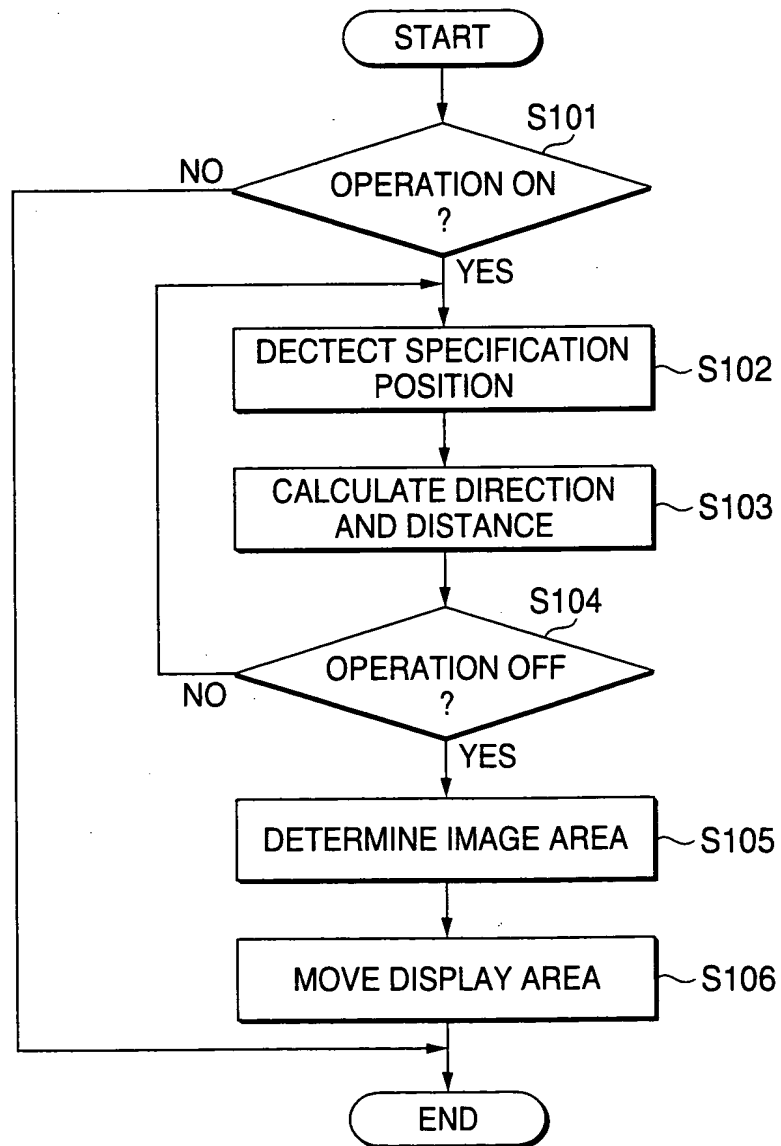 START
S101
NO
OPERATION ON
?
YES
DECTECT SPECIFICATION
POSITION
S102
CALCULATE DIRECTION
AND DISTANCE
S103
S104
OPERATION OFF
?
NO
YES
DETERMINE IMAGE AREA
S105
MOVE DISPLAY AREA
S106
END